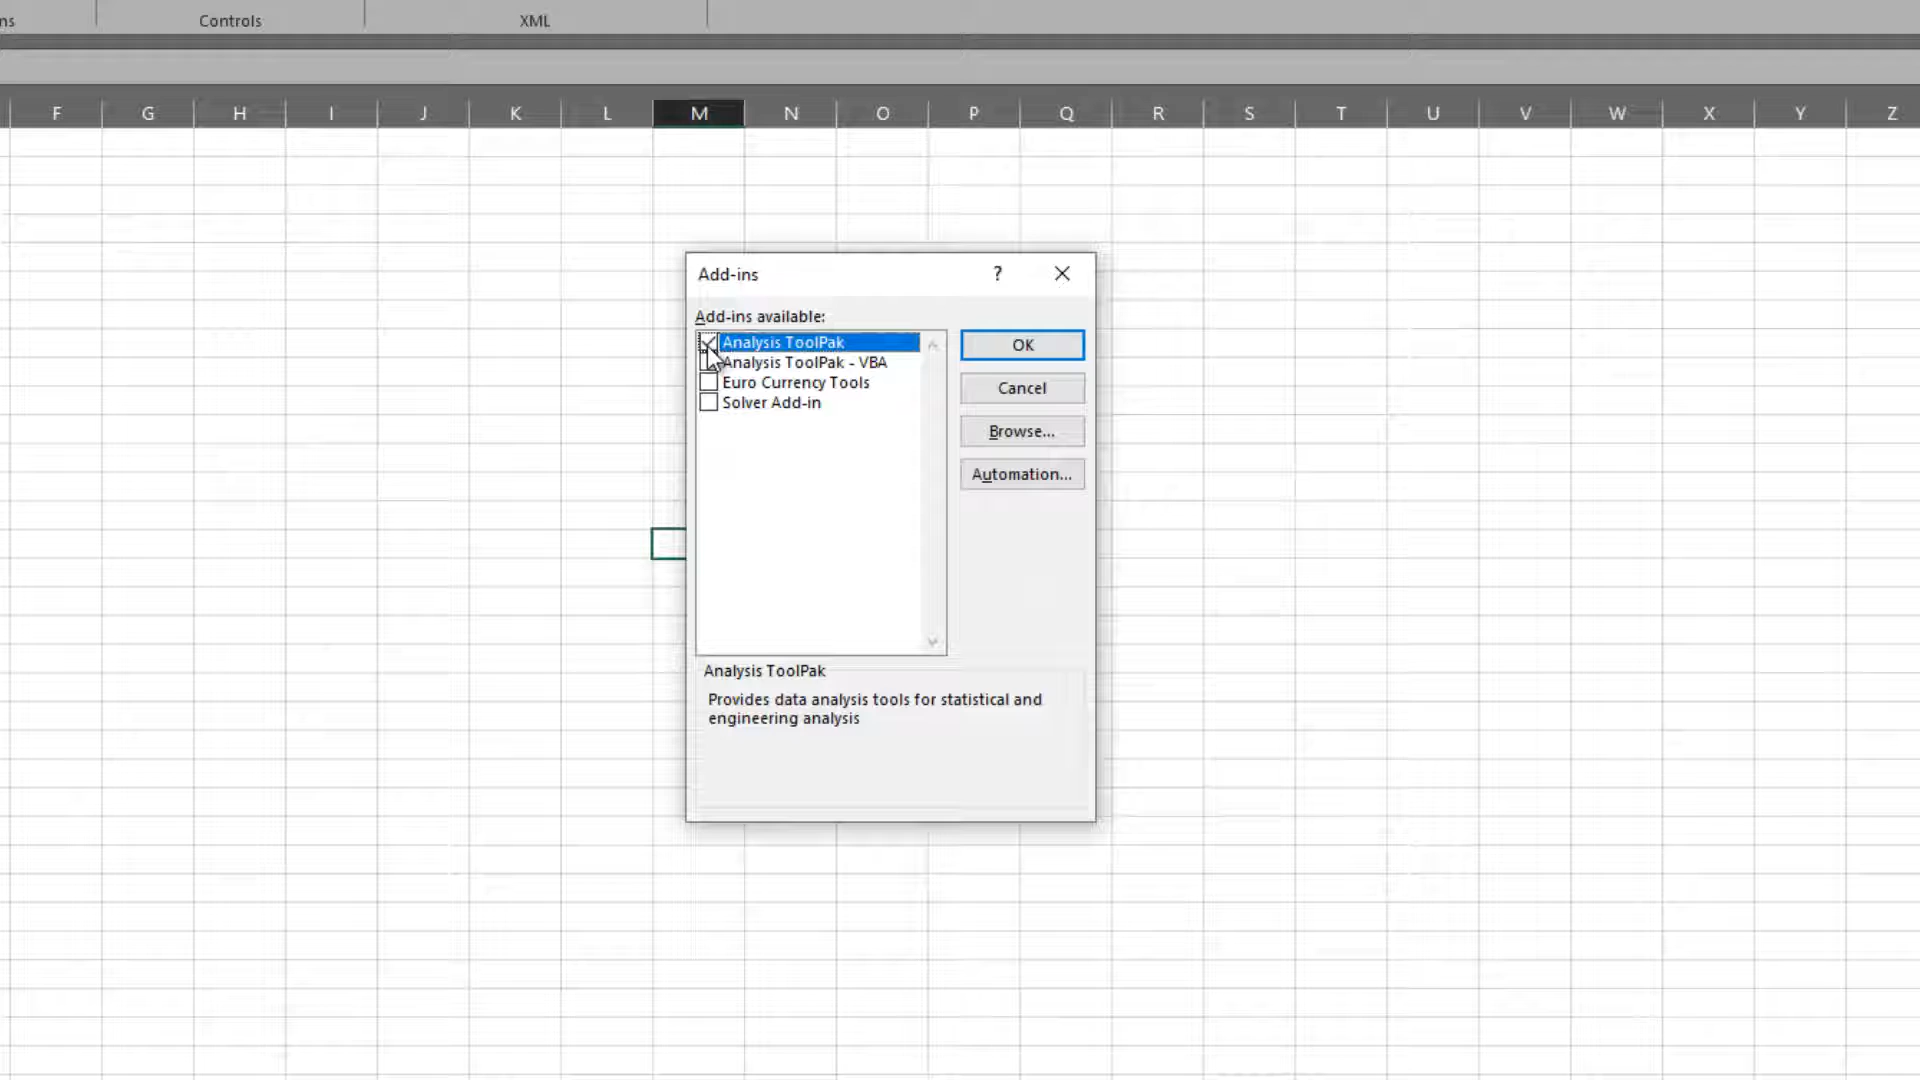 ns Controls XML
F G H I J K L M N O P Q R S T U V W X Y Z
Add-ins ?
Add-ins available:
Analysis ToolPak
Analysis ToolPak - VBA
Euro Currency Tools
Solver Add-in
OK
Cancel
Browse...
Automation...
Analysis ToolPak
Provides data analysis tools for statistical and
engineering analysis